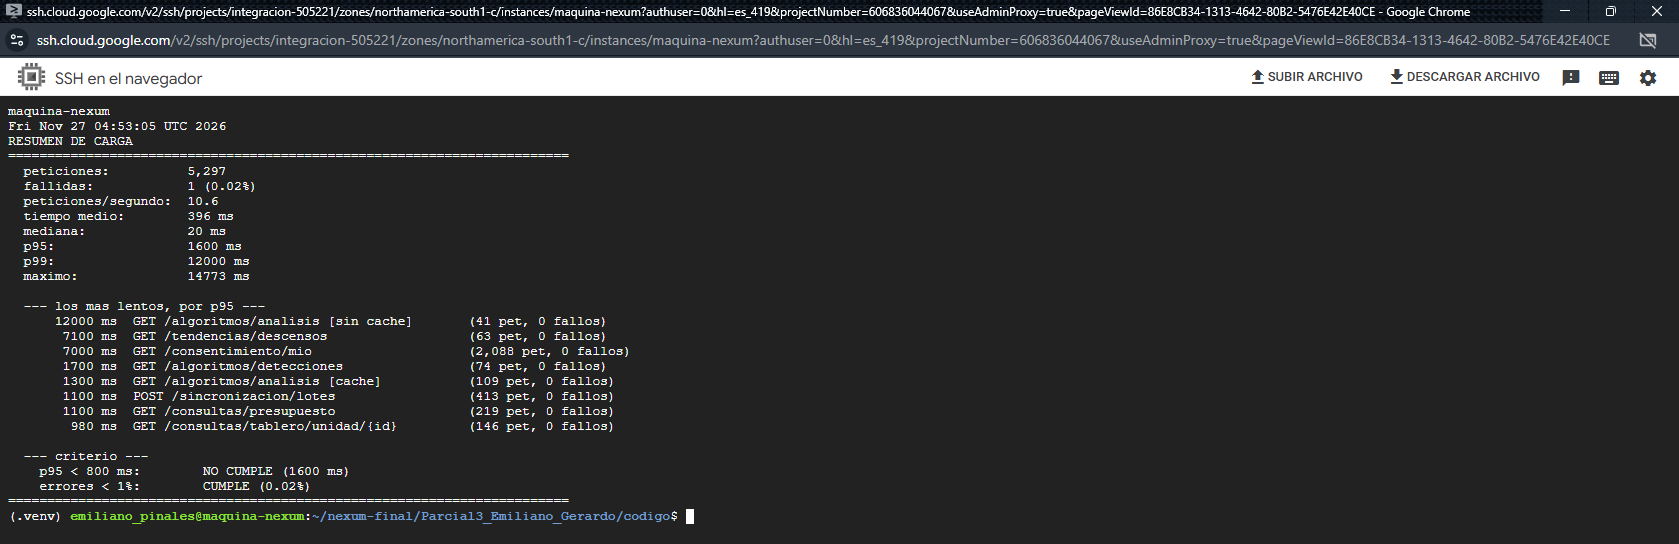 ssh.cloud.google.com/v2/ssh/projects/integracion-505221/zones/northamerica-south1-c/instances/maquina-nexum?authuser=0&hl=es_419&projectNumber=606836044067&useAdminProxy=true&pageViewId=86E8CB34-1313-4642-80B2-5476E42E40CE - Google Chrome
ssh.cloud.google.com/v2/ssh/projects/integracion-505221/zones/northamerica-south1-c/instances/maquina-nexum?authuser=0&hl=es_419&projectNumber=606836044067&useAdminProxy=true&pageViewId=86E8CB34-1313-4642-80B2-5476E42E40CE
SSH en el navegador SUBIR ARCHIVO DESCARGAR ARCHIVO
maquina-nexum
Fri Nov 27 04:53:05 UTC 2026
RESUMEN DE CARGA
========================================================================
peticiones: 5,297
fallidas: 1 (0.02%)
peticiones/segundo: 10.6
tiempo medio: 396 ms
mediana: 20 ms
p95: 1600 ms
p99: 12000 ms
maximo: 14773 ms
--- los mas lentos, por p95 ---
12000 ms GET /algoritmos/analisis [sin cache] (41 pet, 0 fallos)
7100 ms GET /tendencias/descensos (63 pet, 0 fallos)
7000 ms GET /consentimiento/mio (2,088 pet, 0 fallos)
1700 ms GET /algoritmos/detecciones (74 pet, 0 fallos)
1300 ms GET /algoritmos/analisis [cache] (109 pet, 0 fallos)
1100 ms POST /sincronizacion/lotes (413 pet, 0 fallos)
1100 ms GET /consultas/presupuesto (219 pet, 0 fallos)
980 ms GET /consultas/tablero/unidad/{id} (146 pet, 0 fallos)
--- criterio ---
p95 < 800 ms: NO CUMPLE (1600 ms)
errores < 1%: CUMPLE (0.02%)
========================================================================
(.venv) emiliano_pinales@maquina-nexum:~/nexum-final/Parcial3_Emiliano_Gerardo/codigo$